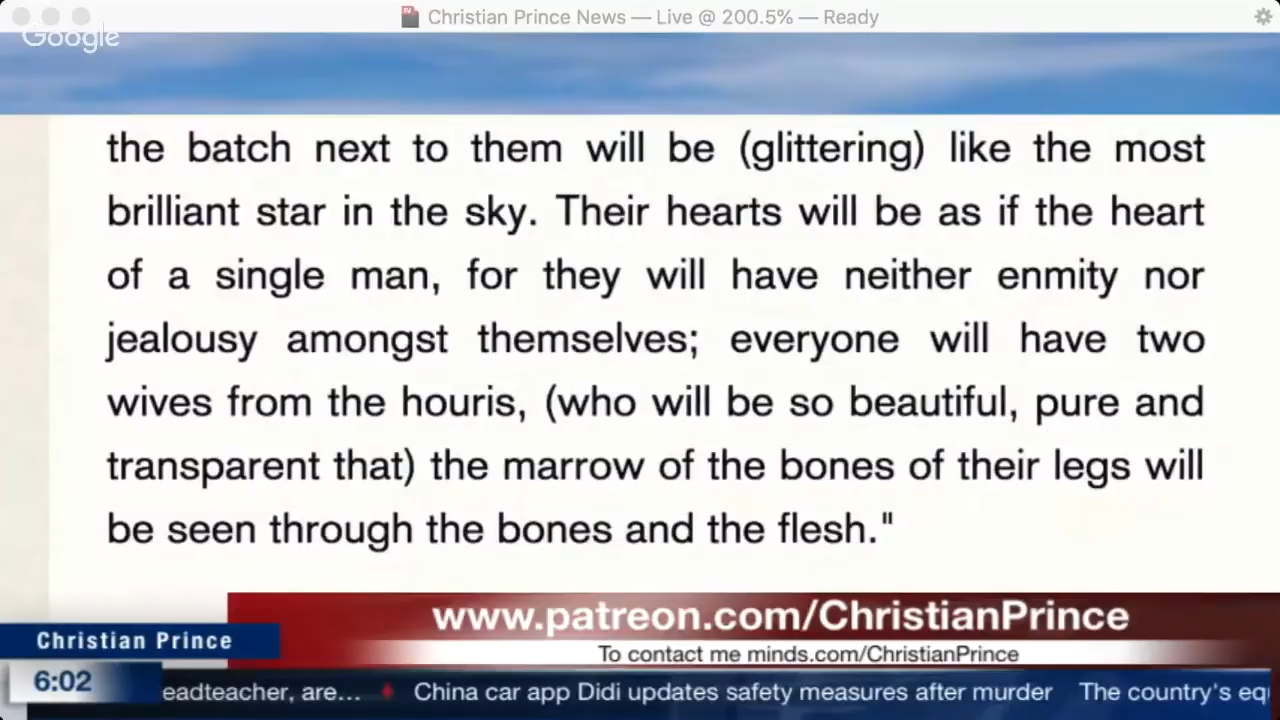 Christian Prince News — Live @ 200.5% — Ready
Google
the batch next to them will be (glittering) like the most
brilliant star in the sky. Their hearts will be as if the heart
of a single man, for they will have neither enmity nor
jealousy amongst themselves; everyone will have two
wives from the houris, (who will be so beautiful, pure and
transparent that) the marrow of the bones of their legs will
be seen through the bones and the flesh."
www.patreon.com/ChristianPrince
Christian Prince
To contact me minds.com/ChristianPrince
6:02
eadteacher, are... China car app Didi updates safety measures after murder The country's eq